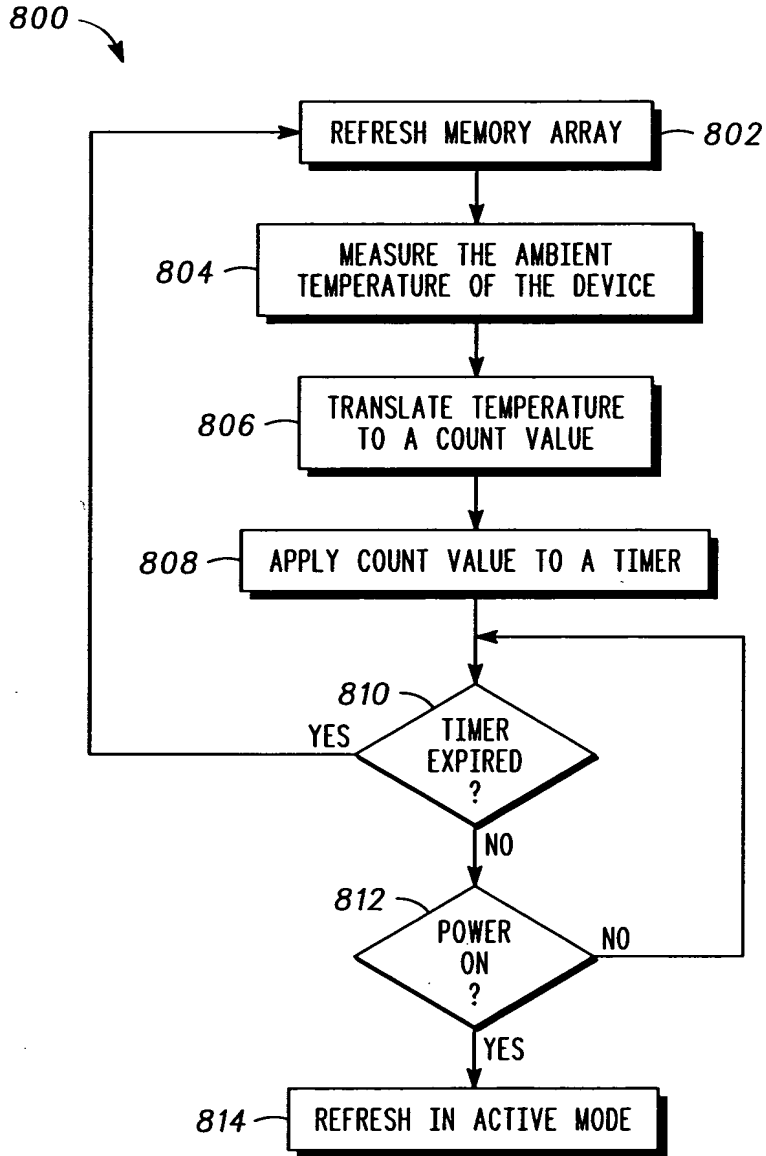 800
REFRESH MEMORY ARRAY
802
804
MEASURE THE AMBIENT
TEMPERATURE OF THE DEVICE
806
TRANSLATE TEMPERATURE
TO A COUNT VALUE
808
APPLY COUNT VALUE TO A TIMER
810
YES
TIMER
EXPIRED
?
NO
812
POWER
ON
?
NO
YES
814
REFRESH IN ACTIVE MODE